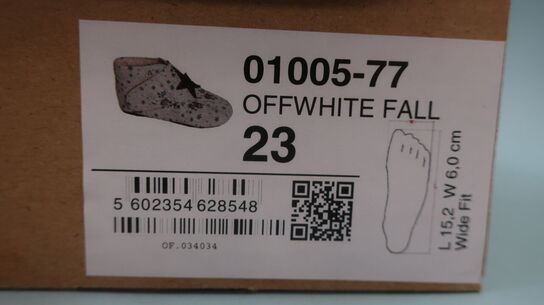 01005-77
OFFWHITE FALL
23
5 602354 628548
OF.034034
L 15,2 W 6,0 cm
Wide Fit